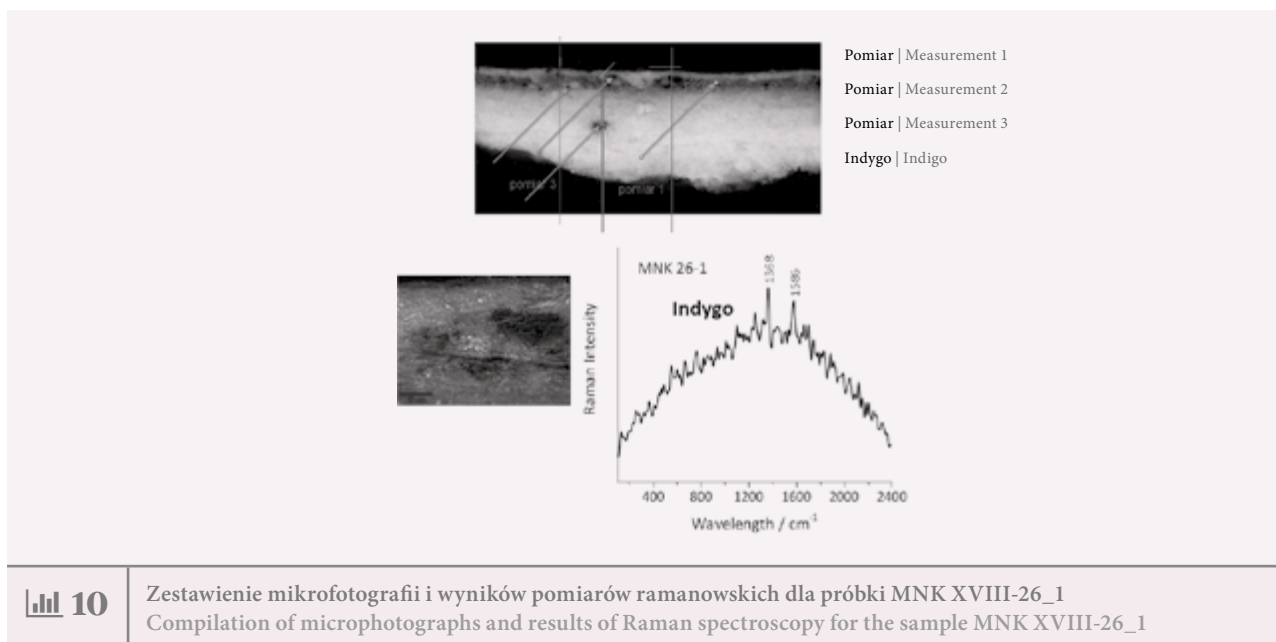 Pomiar | Measurement 1
Pomiar | Measurement 2
Pomiar | Measurement 3
Indygo | Indigo
pomiar 3
pomiar 1
MNK 26-1
1368
1586
Indygo
Raman Intensity
400 800 1200 1600 2000 2400
Wavelength / cm-1
10
Zestawienie mikrofotografii i wyników pomiarów ramanowskich dla próbki MNK XVIII-26_1
Compilation of microphotographs and results of Raman spectroscopy for the sample MNK XVIII-26_1